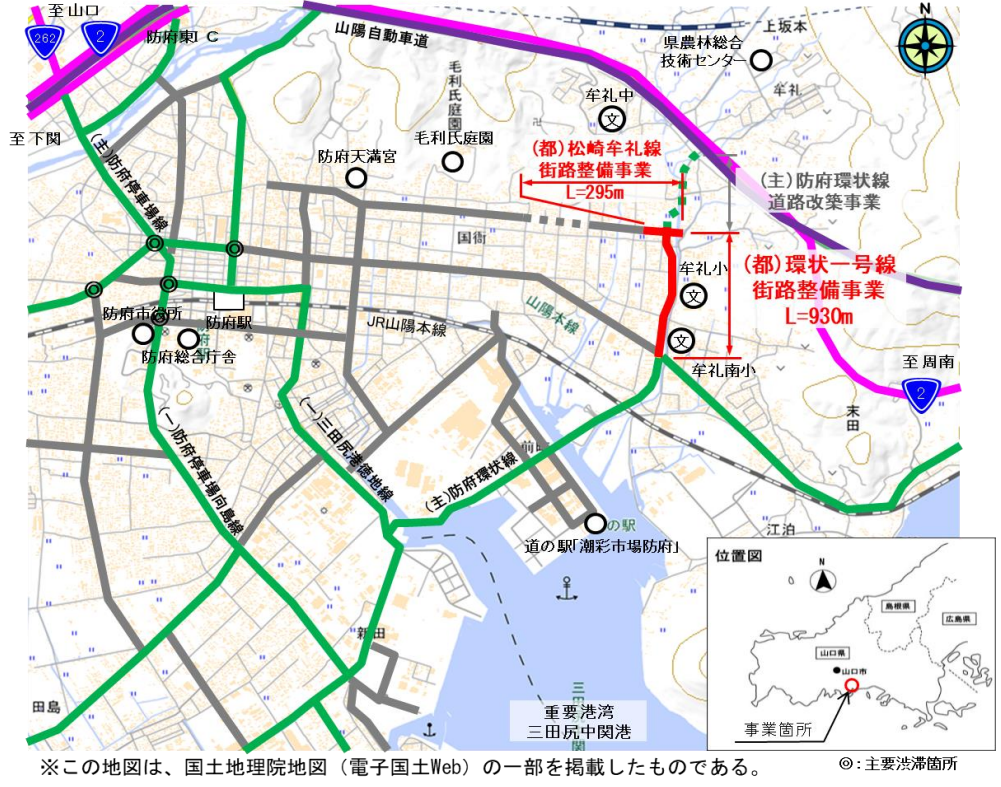 至山口
262
2
防府東IC
山陽自動車道
上坂本
県農林総合
技術センター
N
至下関
毛利氏庭園
毛利氏庭園
牟礼中
文
牟礼
防府天満宮
(都)松崎牟礼線
街路整備事業
L=295m
(主)防府環状線
道路改築事業
(主)防府停車場線
国衙
牟礼小
文
(都)環状一号線
街路整備事業
L=930m
防府市役所
防府駅
防府総合庁舎
JR山陽本線
山陽本線
文
牟礼南小
至周南
2
末田
(一)防府停車場向島線
(一)三田尻港徳地線
(主)防府環状線
前町
の駅
道の駅「潮彩市場防府」
江泊
新田
田島
重要港湾
三田尻中関港
位置図
N
島根県
広島県
山口県
山口市
事業箇所
※この地図は、国土地理院地図（電子国土Web）の一部を掲載したものである。
◎:主要渋滞箇所